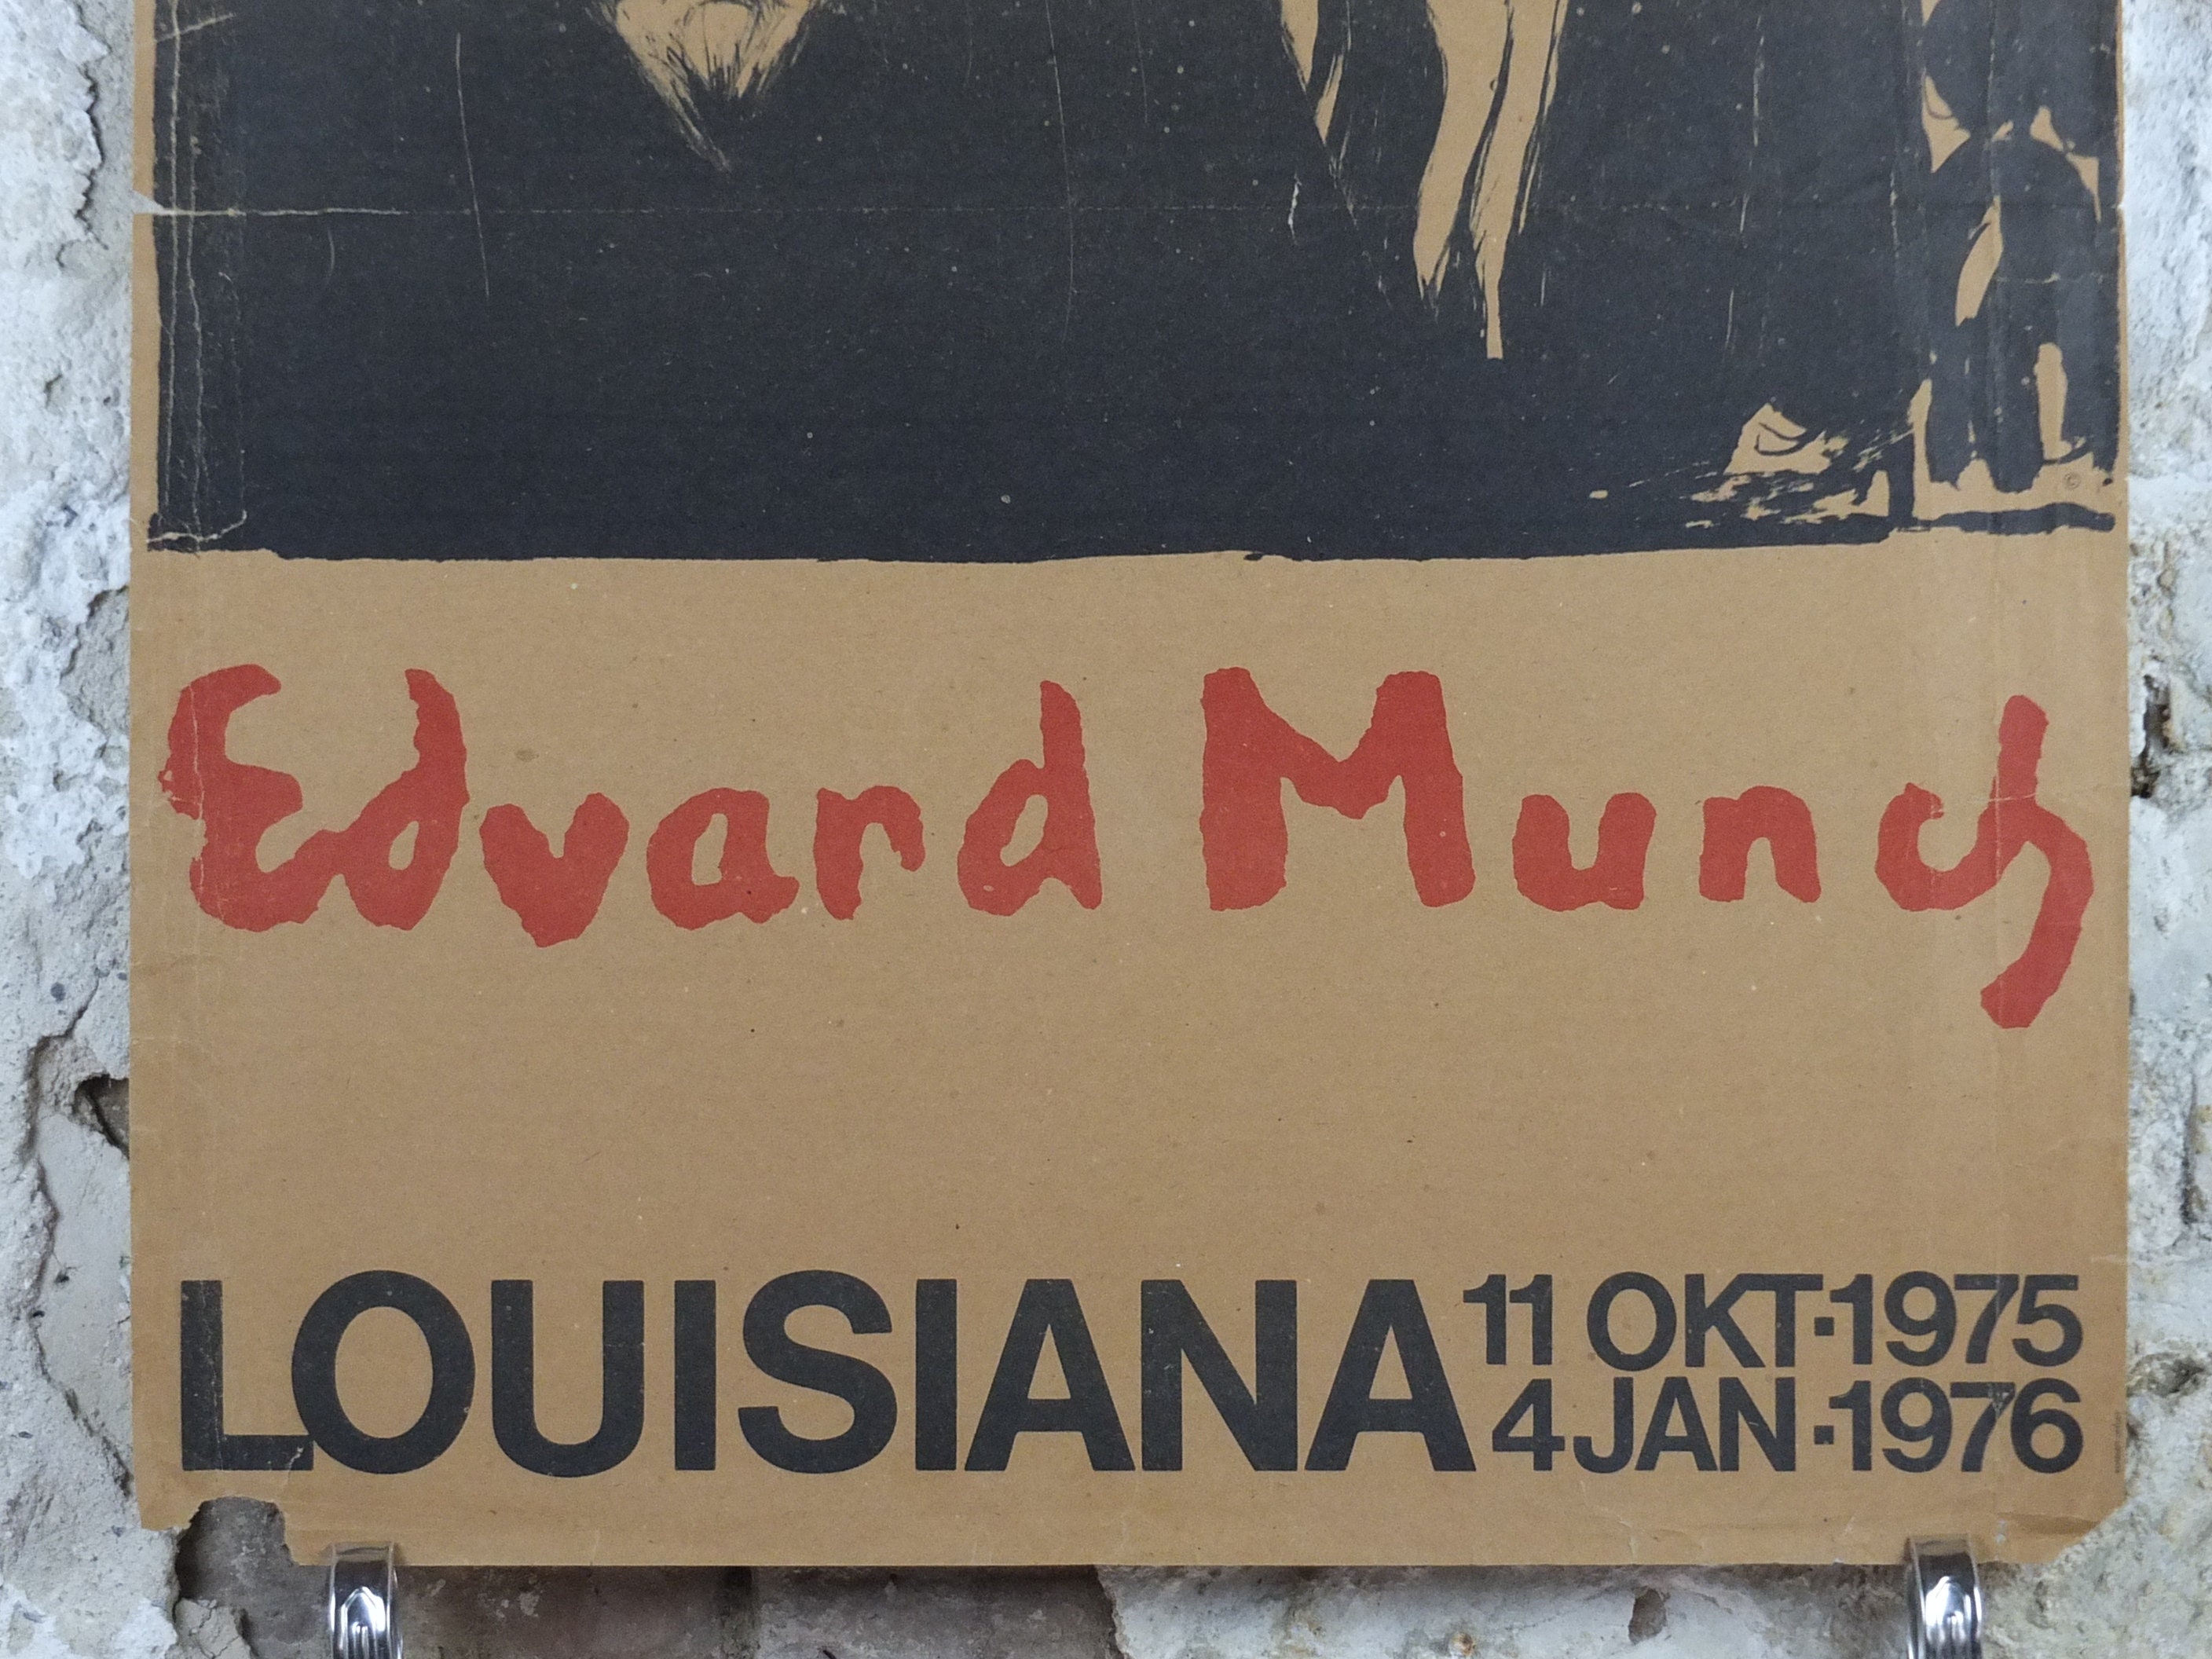 Edvard Munch
LOUISIANA 11 OKT·1975
4 JAN·1976